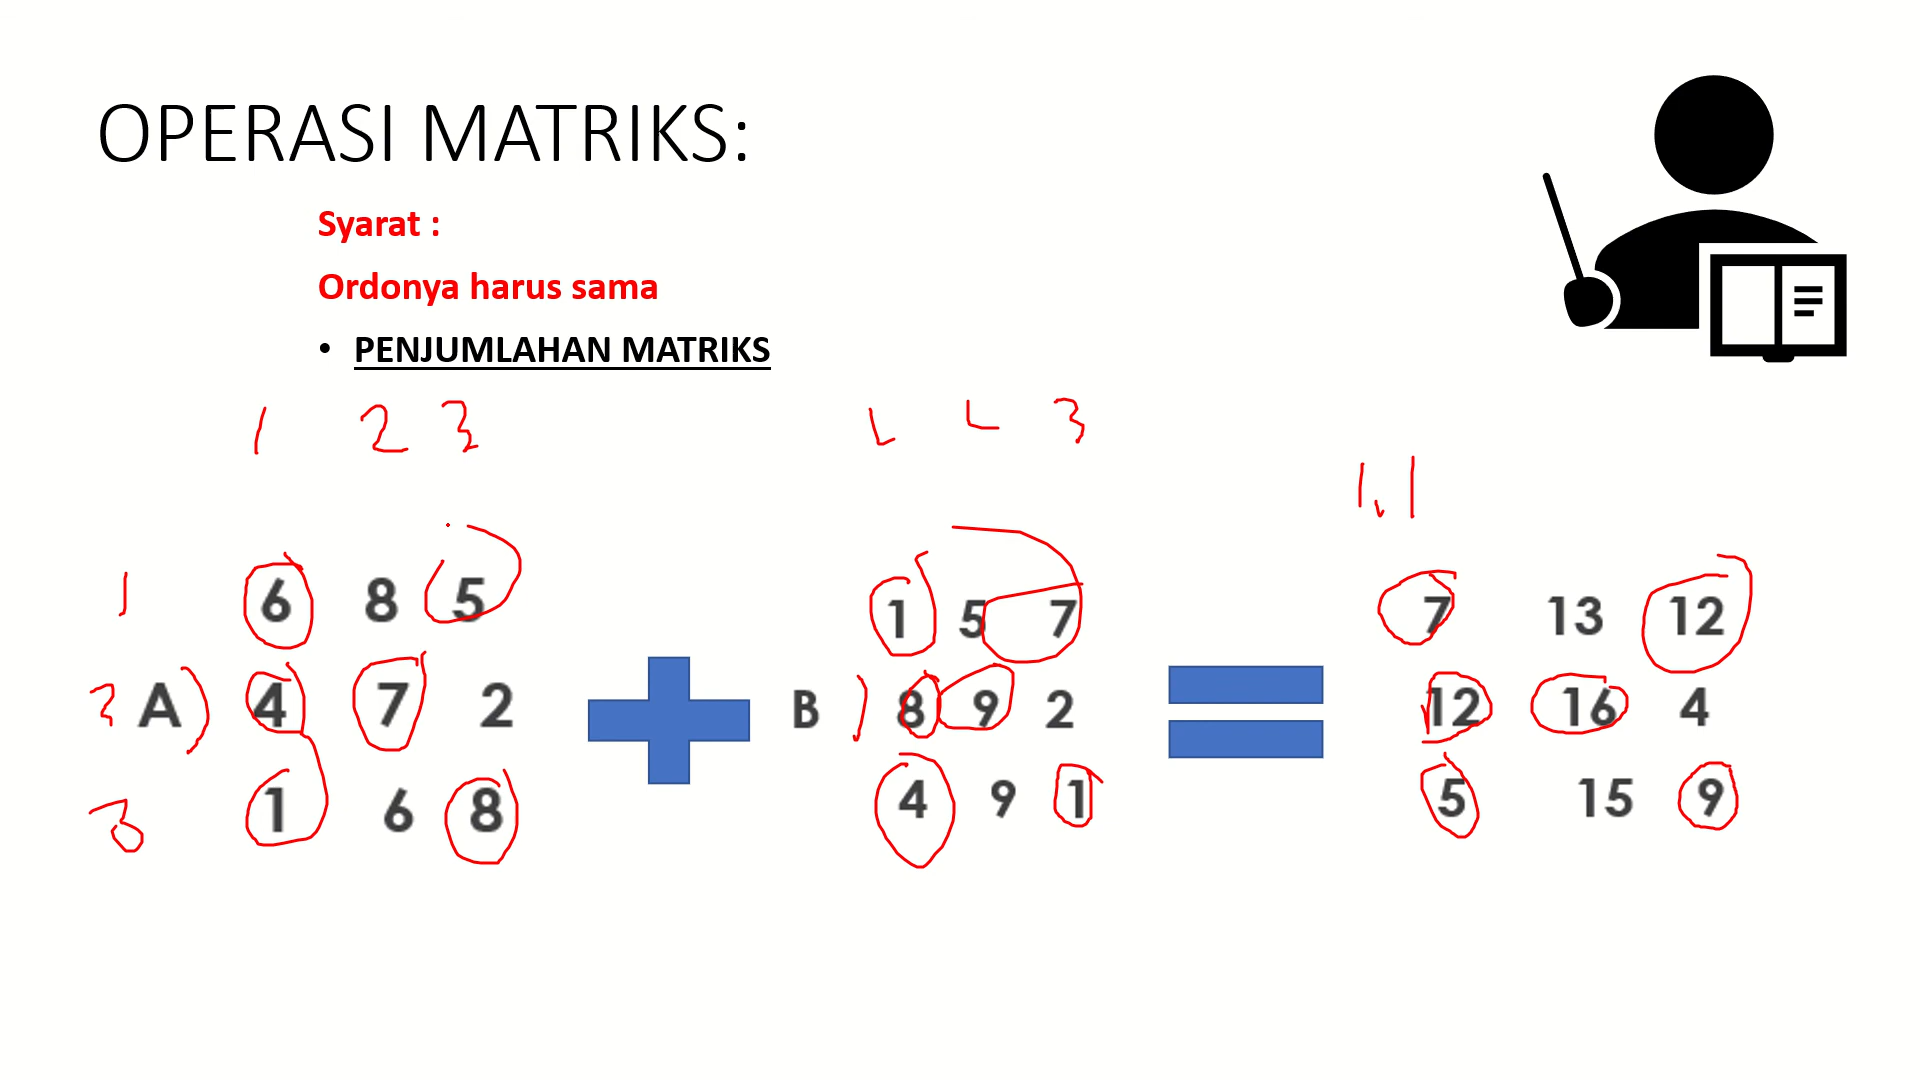 OPERASI MATRIKS:
Syarat :
Ordonya harus sama
• PENJUMLAHAN MATRIKS
1 2 3 L L 3
1,1
1 6 8 5 1 5 7 7 13 12
2 A) 4 7 2 B ) 8 9 2 12 16 4
3 1 6 8 4 9 1 5 15 9